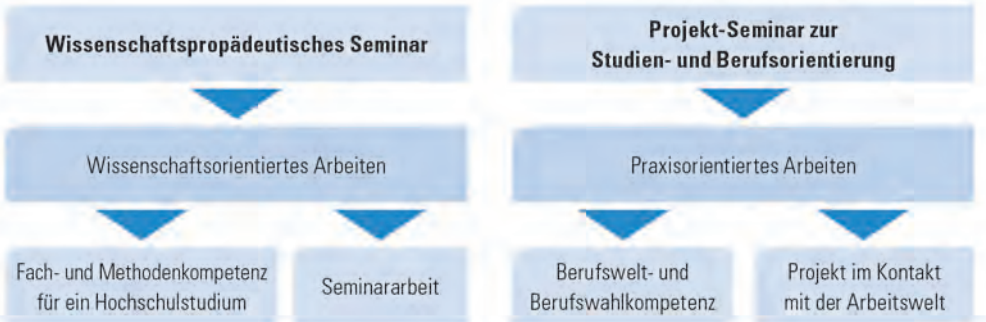 Wissenschaftspropädeutisches Seminar
Projekt-Seminar zur
Studien- und Berufsorientierung
Wissenschaftsorientiertes Arbeiten
Praxisorientiertes Arbeiten
Fach- und Methodenkompetenz
für ein Hochschulstudium
Seminararbeit
Berufswelt- und
Berufswahlkompetenz
Projekt im Kontakt
mit der Arbeitswelt